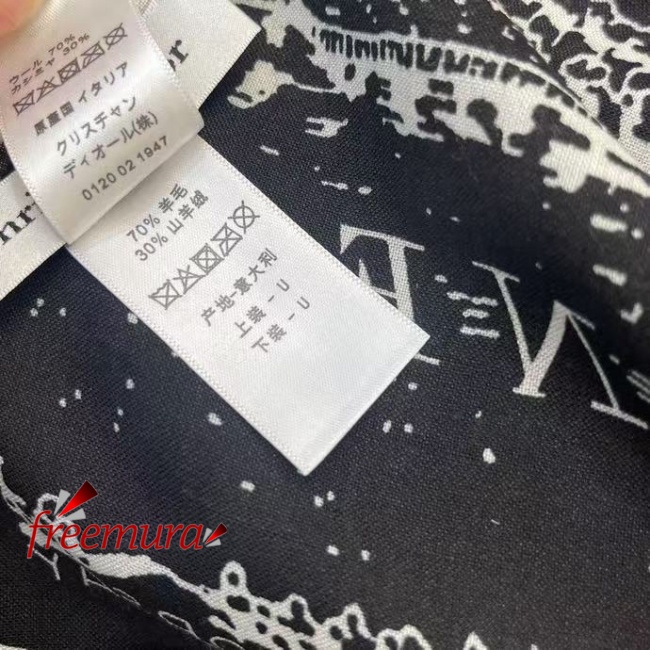 ウール 70%
カシミヤ 30%
原産国 イタリア
クリスチャン
ディオール(株)
0120 02 1947
70% 羊毛
30% 山羊绒
产地-意大利
上装 - U
下装 - U
freemura